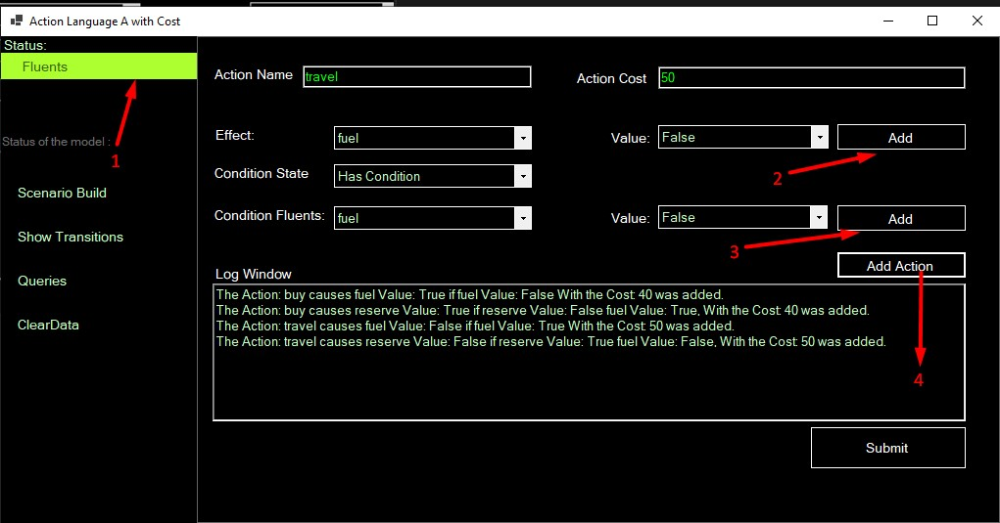 Action Language A with Cost
Status:
Fluents
1
Status of the model :
Scenario Build
Show Transitions
Queries
ClearData
Action Name travel Action Cost 50
Effect: fuel Value: False Add
2
Condition State Has Condition
Condition Fluents: fuel Value: False Add
3
Add Action
Log Window
The Action: buy causes fuel Value: True if fuel Value: False With the Cost: 40 was added.
The Action: buy causes reserve Value: True if reserve Value: False fuel Value: True, With the Cost: 40 was added.
The Action: travel causes fuel Value: False if fuel Value: True With the Cost: 50 was added.
The Action: travel causes reserve Value: False if reserve Value: True fuel Value: False, With the Cost: 50 was added.
4
Submit